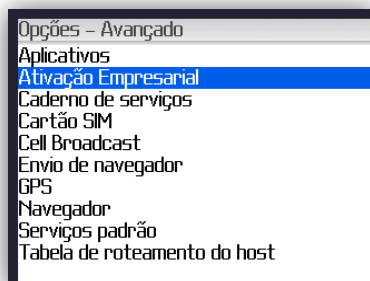 Opções - Avançado
Aplicativos
Ativação Empresarial
Caderno de serviços
Cartão SIM
Cell Broadcast
Envio de navegador
GPS
Navegador
Serviços padrão
Tabela de roteamento do host